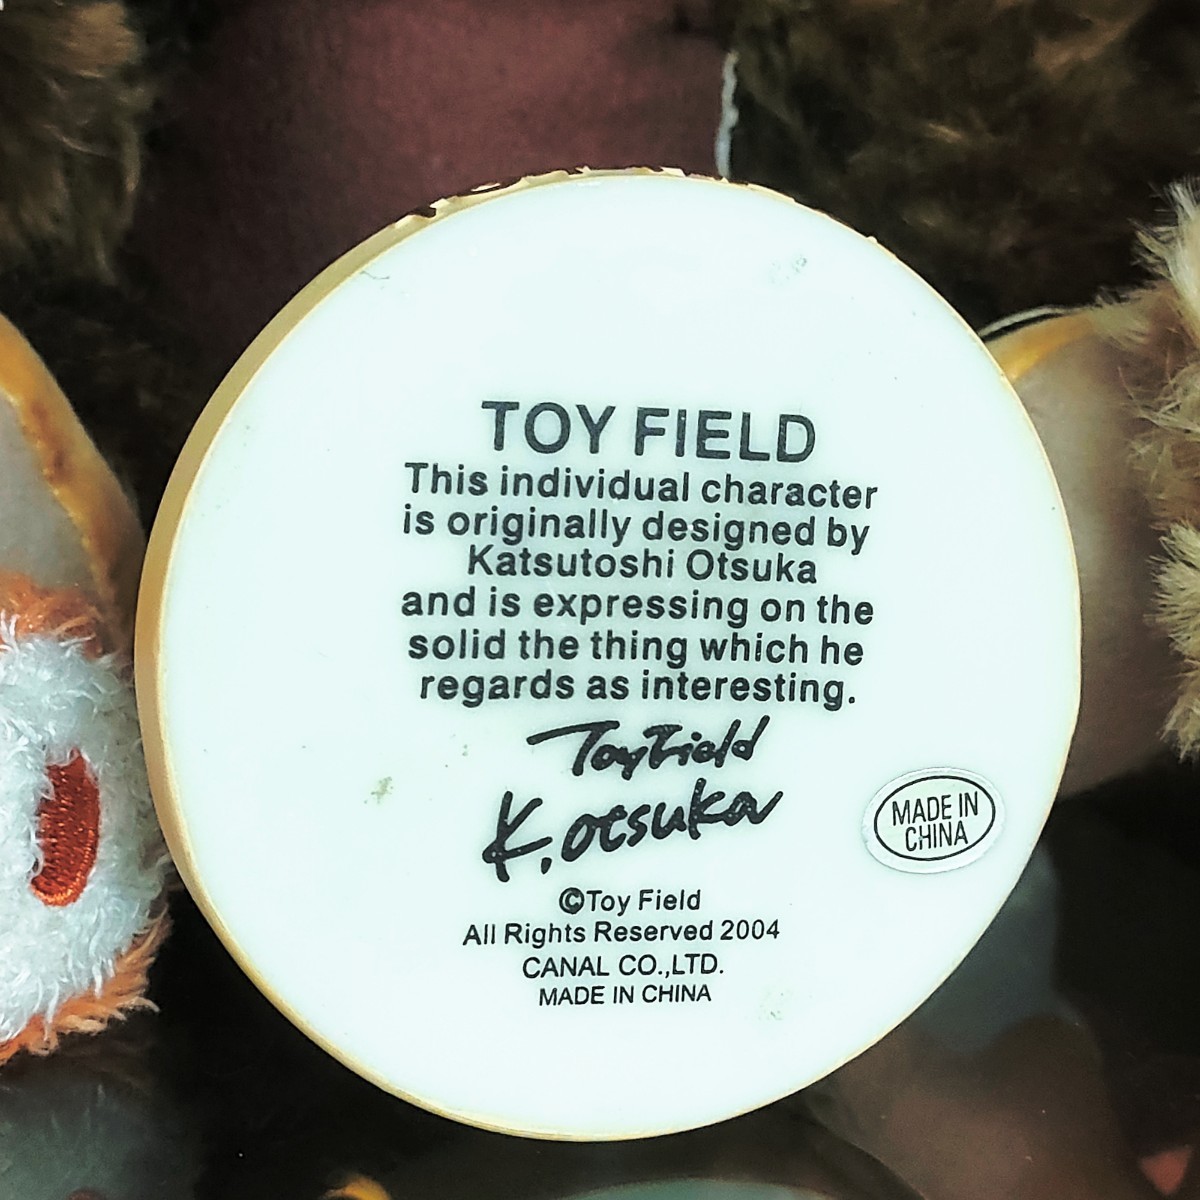 TOY FIELD
This individual character
is originally designed by
Katsutoshi Otsuka
and is expressing on the
solid the thing which he
regards as interesting.
ToyField
K.otsuka
MADE IN
CHINA
©Toy Field
All Rights Reserved 2004
CANAL CO.,LTD.
MADE IN CHINA